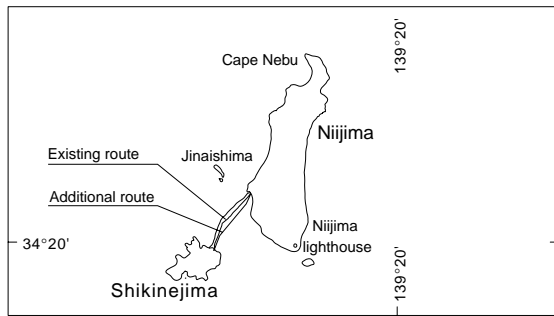 Cape Nebu
139°20'
Niijima
Existing route
Jinaishima
Additional route
Niijima
lighthouse
34°20'
Shikinejima
139°20'